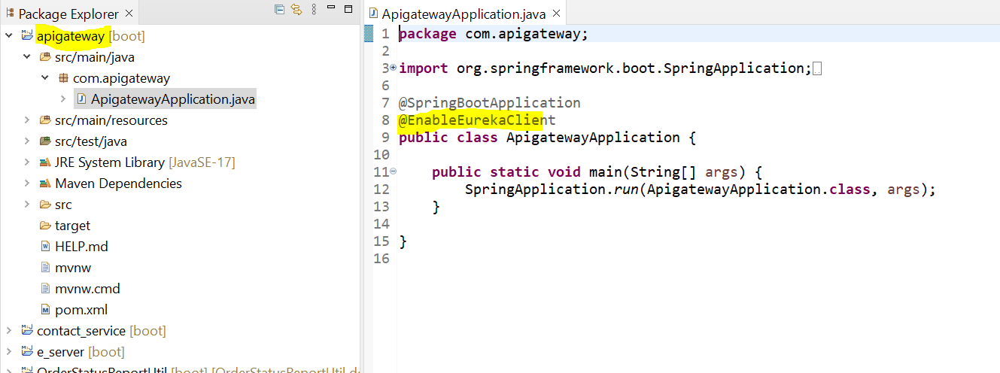 Package Explorer
apigateway [boot]
src/main/java
com.apigateway
ApigatewayApplication.java
src/main/resources
src/test/java
JRE System Library [JavaSE-17]
Maven Dependencies
src
target
HELP.md
mvnw
mvnw.cmd
pom.xml
contact_service [boot]
e_server [boot]
OrderStatusReportUtil [boot] [OrderStatusReportUtil de
ApigatewayApplication.java
1 package com.apigateway;
2
3 import org.springframework.boot.SpringApplication;
6
7 @SpringBootApplication
8 @EnableEurekaClient
9 public class ApigatewayApplication {
10
11 public static void main(String[] args) {
12 SpringApplication.run(ApigatewayApplication.class, args);
13 }
14
15 }
16